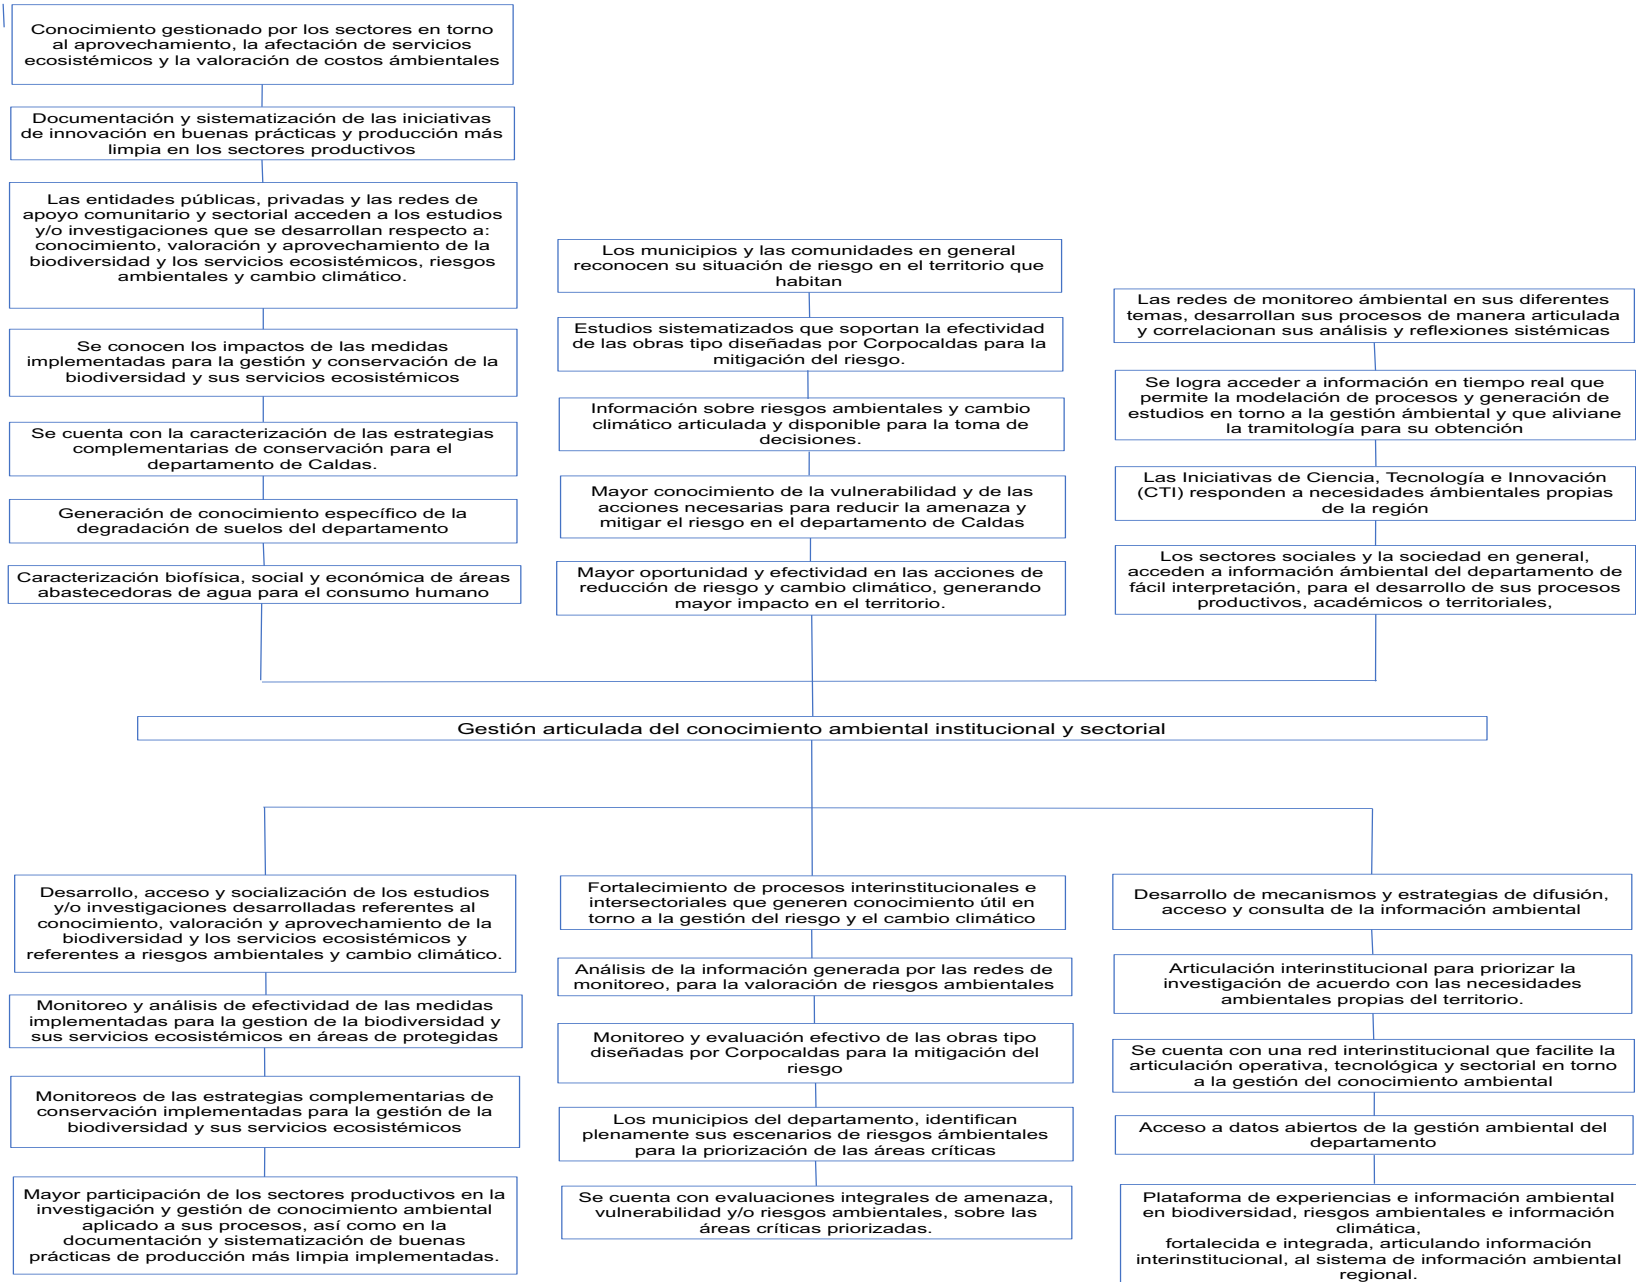 Conocimiento gestionado por los sectores en torno
al aprovechamiento, la afectación de servicios
ecosistémicos y la valoración de costos ámbientales
Documentación y sistematización de las iniciativas
de innovación en buenas prácticas y producción más
limpia en los sectores productivos
Las entidades públicas, privadas y las redes de
apoyo comunitario y sectorial acceden a los estudios
y/o investigaciones que se desarrollan respecto a:
conocimiento, valoración y aprovechamiento de la
biodiversidad y los servicios ecosistémicos, riesgos
ambientales y cambio climático.
Se conocen los impactos de las medidas
implementadas para la gestión y conservación de la
biodiversidad y sus servicios ecosistémicos
Se cuenta con la caracterización de las estrategias
complementarias de conservación para el
departamento de Caldas.
Generación de conocimiento específico de la
degradación de suelos del departamento
Caracterización biofísica, social y económica de áreas
abastecedoras de agua para el consumo humano
Los municipios y las comunidades en general
reconocen su situación de riesgo en el territorio que
habitan
Estudios sistematizados que soportan la efectividad
de las obras tipo diseñadas por Corpocaldas para la
mitigación del riesgo.
Información sobre riesgos ambientales y cambio
climático articulada y disponible para la toma de
decisiones.
Mayor conocimiento de la vulnerabilidad y de las
acciones necesarias para reducir la amenaza y
mitigar el riesgo en el departamento de Caldas
Mayor oportunidad y efectividad en las acciones de
reducción de riesgo y cambio climático, generando
mayor impacto en el territorio.
Las redes de monitoreo ámbiental en sus diferentes
temas, desarrollan sus procesos de manera articulada
y correlacionan sus análisis y reflexiones sistémicas
Se logra acceder a información en tiempo real que
permite la modelación de procesos y generación de
estudios en torno a la gestión ámbiental y que aliviane
la tramitología para su obtención
Las Iniciativas de Ciencia, Tecnología e Innovación
(CTI) responden a necesidades ámbientales propias
de la región
Los sectores sociales y la sociedad en general,
acceden a información ámbiental del departamento de
fácil interpretación, para el desarrollo de sus procesos
productivos, académicos o territoriales,
Gestión articulada del conocimiento ambiental institucional y sectorial
Desarrollo, acceso y socialización de los estudios
y/o investigaciones desarrolladas referentes al
conocimiento, valoración y aprovechamiento de la
biodiversidad y los servicios ecosistémicos y
referentes a riesgos ambientales y cambio climático.
Monitoreo y análisis de efectividad de las medidas
implementadas para la gestion de la biodiversidad y
sus servicios ecosistémicos en áreas de protegidas
Monitoreos de las estrategias complementarias de
conservación implementadas para la gestión de la
biodiversidad y sus servicios ecosistémicos
Mayor participación de los sectores productivos en la
investigación y gestión de conocimiento ambiental
aplicado a sus procesos, así como en la
documentación y sistematización de buenas
prácticas de producción más limpia implementadas.
Fortalecimiento de procesos interinstitucionales e
intersectoriales que generen conocimiento útil en
torno a la gestión del riesgo y el cambio climático
Análisis de la información generada por las redes de
monitoreo, para la valoración de riesgos ambientales
Monitoreo y evaluación efectivo de las obras tipo
diseñadas por Corpocaldas para la mitigación del
riesgo
Los municipios del departamento, identifican
plenamente sus escenarios de riesgos ámbientales
para la priorización de las áreas críticas
Se cuenta con evaluaciones integrales de amenaza,
vulnerabilidad y/o riesgos ambientales, sobre las
áreas críticas priorizadas.
Desarrollo de mecanismos y estrategias de difusión,
acceso y consulta de la información ambiental
Articulación interinstitucional para priorizar la
investigación de acuerdo con las necesidades
ambientales propias del territorio.
Se cuenta con una red interinstitucional que facilite la
articulación operativa, tecnológica y sectorial en torno
a la gestión del conocimiento ambiental
Acceso a datos abiertos de la gestión ambiental del
departamento
Plataforma de experiencias e información ambiental
en biodiversidad, riesgos ambientales e información
climática,
fortalecida e integrada, articulando información
interinstitucional, al sistema de información ambiental
regional.